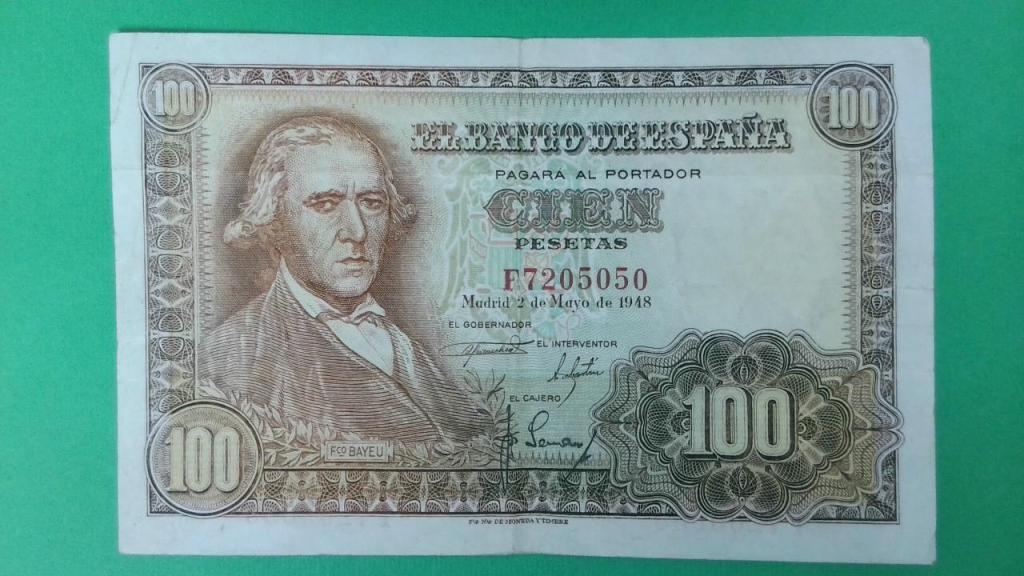 100
100
EL BANCO DE ESPAÑA
PAGARÁ AL PORTADOR
CIEN
PESETAS
F7205050
Madrid 2 de Mayo de 1948
EL GOBERNADOR
EL INTERVENTOR
EL CAJERO
100
100
Fco BAYEU